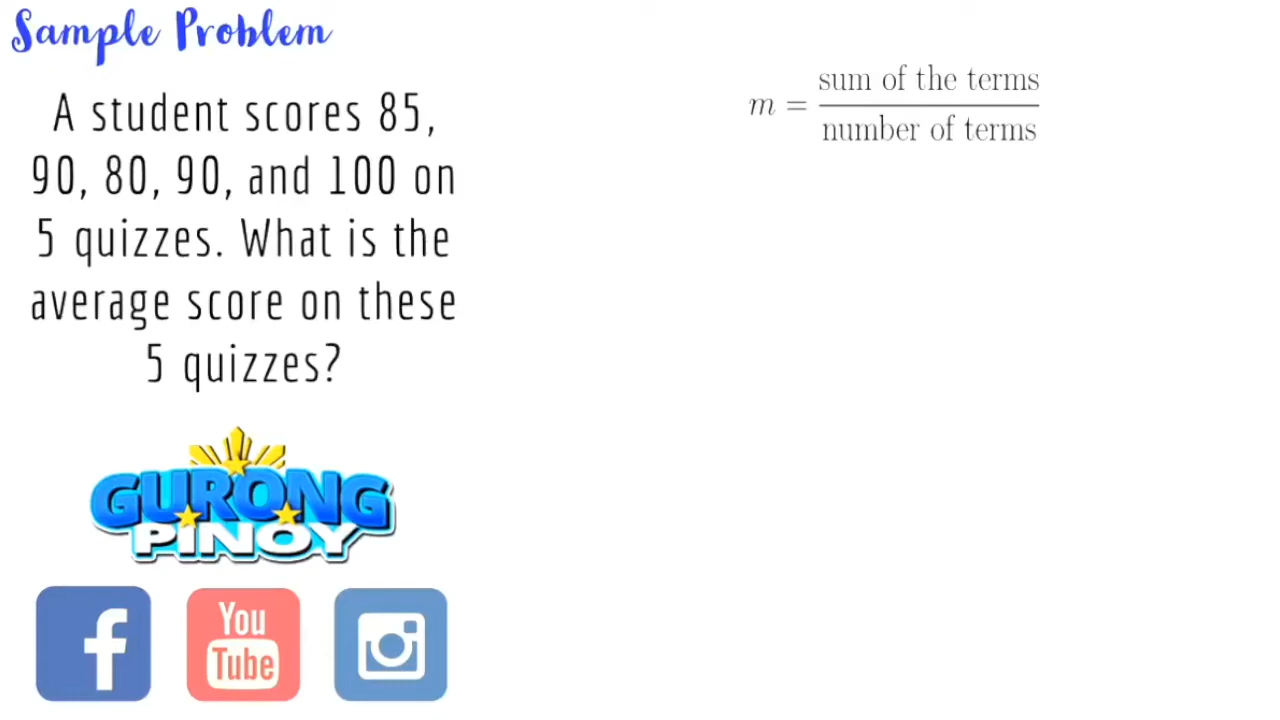 Sample Problem
A student scores 85,
90, 80, 90, and 100 on
5 quizzes. What is the
average score on these
5 quizzes?
m = sum of the terms
number of terms
GURONG
PINOY
f
You
Tube